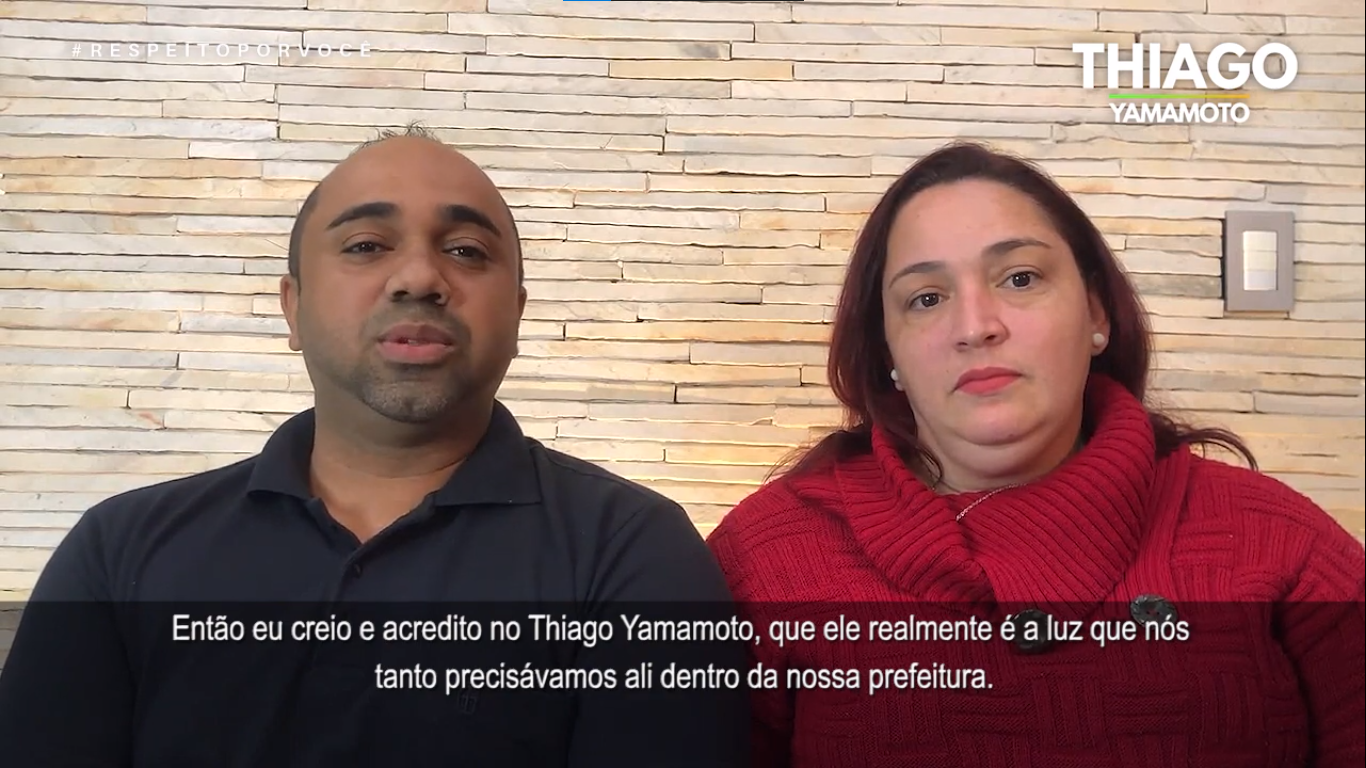 #RESPEITOPORVOCÊ
THIAGO
YAMAMOTO
Então eu creio e acredito no Thiago Yamamoto, que ele realmente é a luz que nós
tanto precisávamos ali dentro da nossa prefeitura.